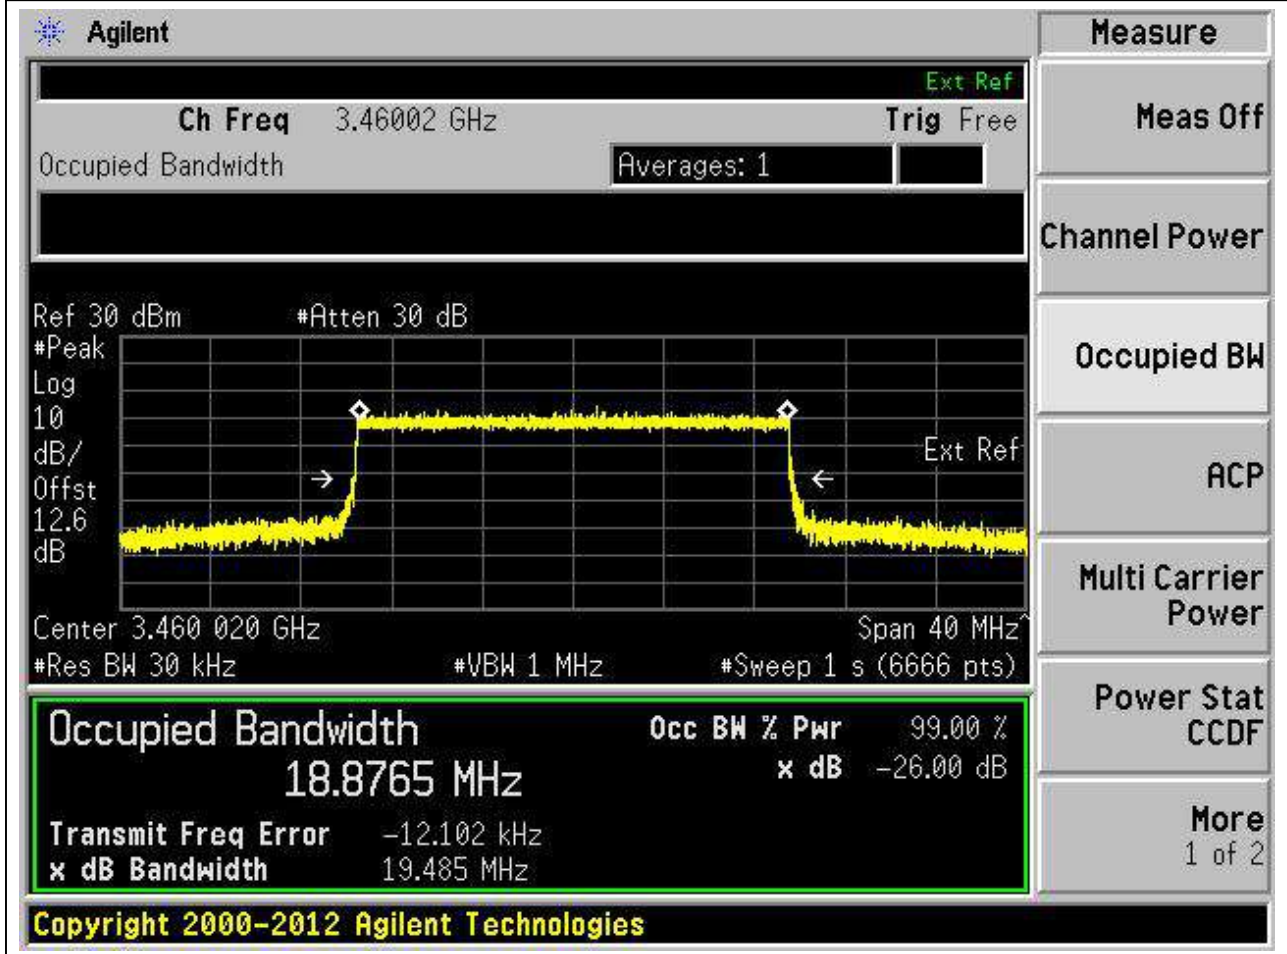 Agilent
Measure
Ext Ref
Ch Freq 3.46002 GHz Trig Free
Occupied Bandwidth Averages: 1
Meas Off
Channel Power
Occupied BW
ACP
Multi Carrier
Power
Power Stat
CCDF
More
1 of 2
Ref 30 dBm #Atten 30 dB
#Peak
Log
10
dB/
Offst
12.6
dB
Ext Ref
Center 3.460 020 GHz Span 40 MHz^
#Res BW 30 kHz #VBW 1 MHz #Sweep 1 s (6666 pts)
Occupied Bandwidth Occ BW % Pwr 99.00 %
18.8765 MHz x dB -26.00 dB
Transmit Freq Error -12.102 kHz
x dB Bandwidth 19.485 MHz
Copyright 2000-2012 Agilent Technologies